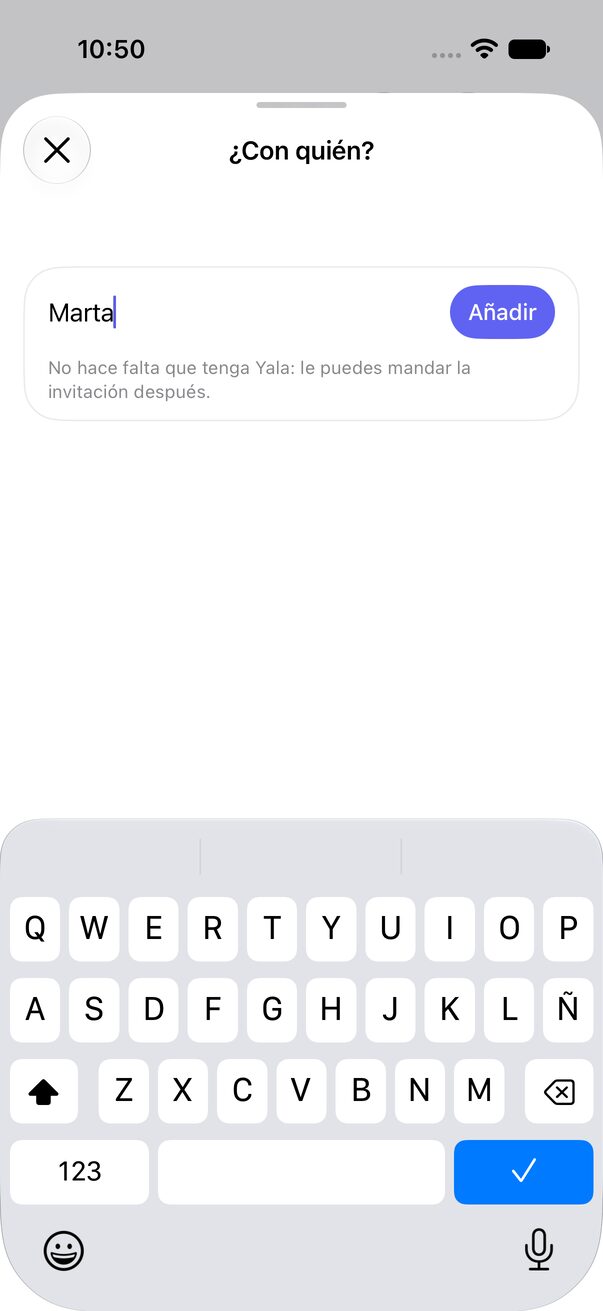 10:50
¿Con quién?
Marta
Añadir
No hace falta que tenga Yala: le puedes mandar la
invitación después.
Q W E R T Y U I O P
A S D F G H J K L Ñ
Z X C V B N M
123